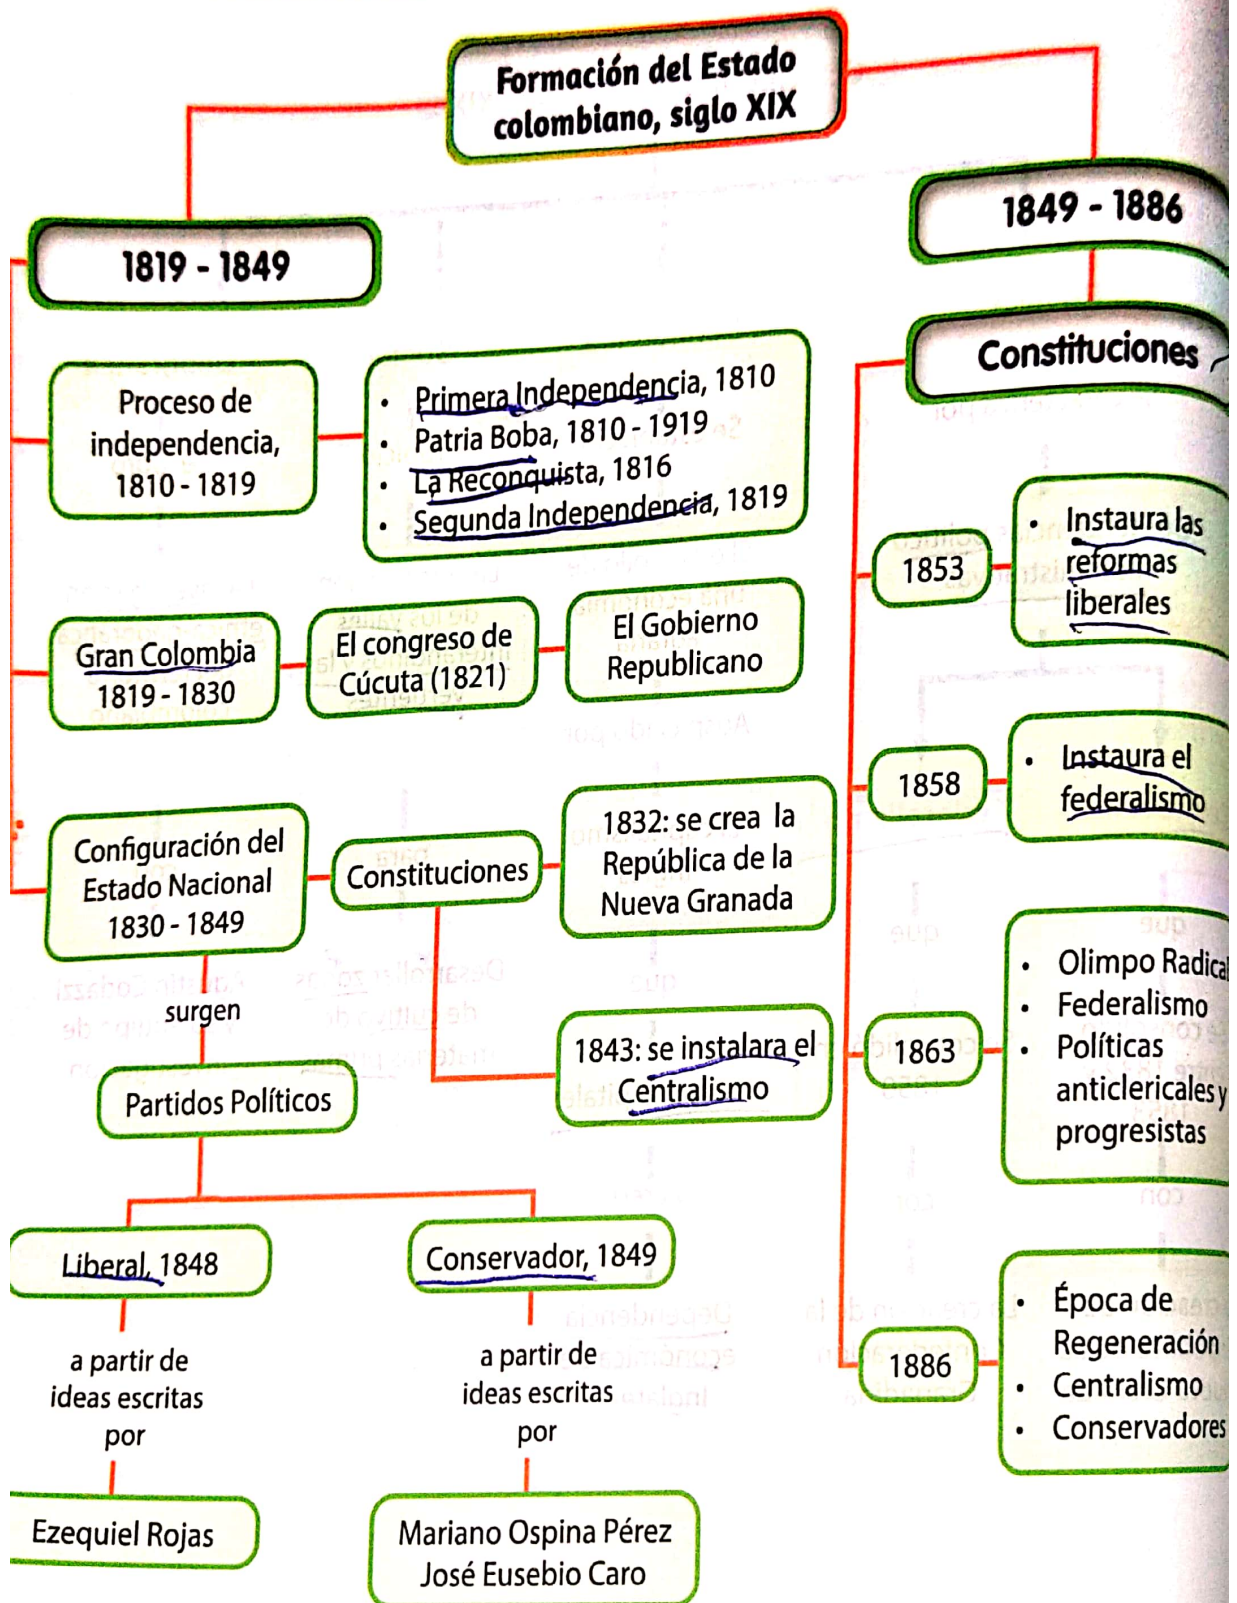 Formación del Estado
colombiano, siglo XIX
1819 - 1849
Proceso de
independencia,
1810 - 1819
• Primera Independencia, 1810
• Patria Boba, 1810 - 1919
• La Reconquista, 1816
• Segunda Independencia, 1819
Gran Colombia
1819 - 1830
El congreso de
Cúcuta (1821)
El Gobierno
Republicano
Configuración del
Estado Nacional
1830 - 1849
Constituciones
1832: se crea la
República de la
Nueva Granada
1843: se instalara el
Centralismo
surgen
Partidos Políticos
Liberal, 1848
a partir de
ideas escritas
por
Ezequiel Rojas
Conservador, 1849
a partir de
ideas escritas
por
Mariano Ospina Pérez
José Eusebio Caro
1849 - 1886
Constituciones
1853
• Instaura las
reformas
liberales
1858
• Instaura el
federalismo
1863
• Olimpo Radical
• Federalismo
• Políticas
anticlericales y
progresistas
1886
• Época de
Regeneración
• Centralismo
• Conservadores